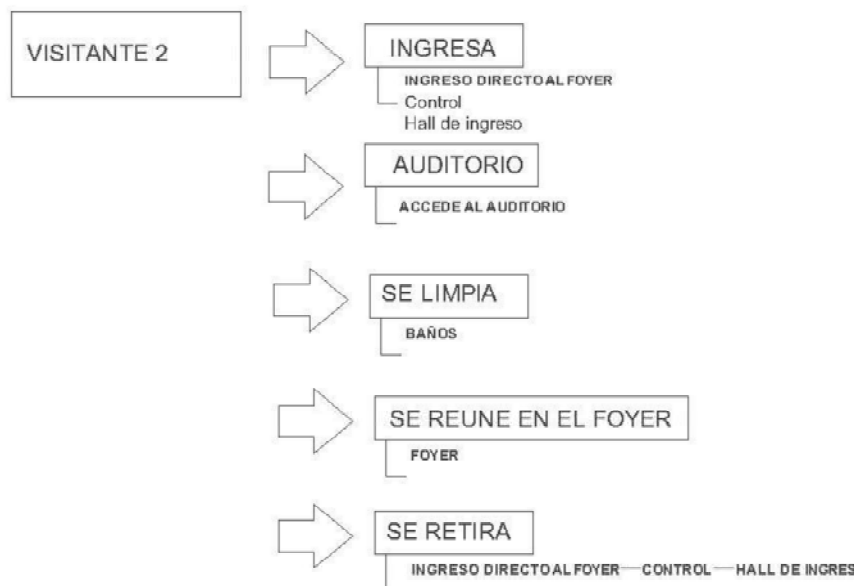 VISITANTE 2
INGRESA
INGRESO DIRECTO AL FOYER
Control
Hall de ingreso
AUDITORIO
ACCEDE AL AUDITORIO
SE LIMPIA
BAÑOS
SE REUNE EN EL FOYER
FOYER
SE RETIRA
INGRESO DIRECTO AL FOYER — CONTROL — HALL DE INGRES